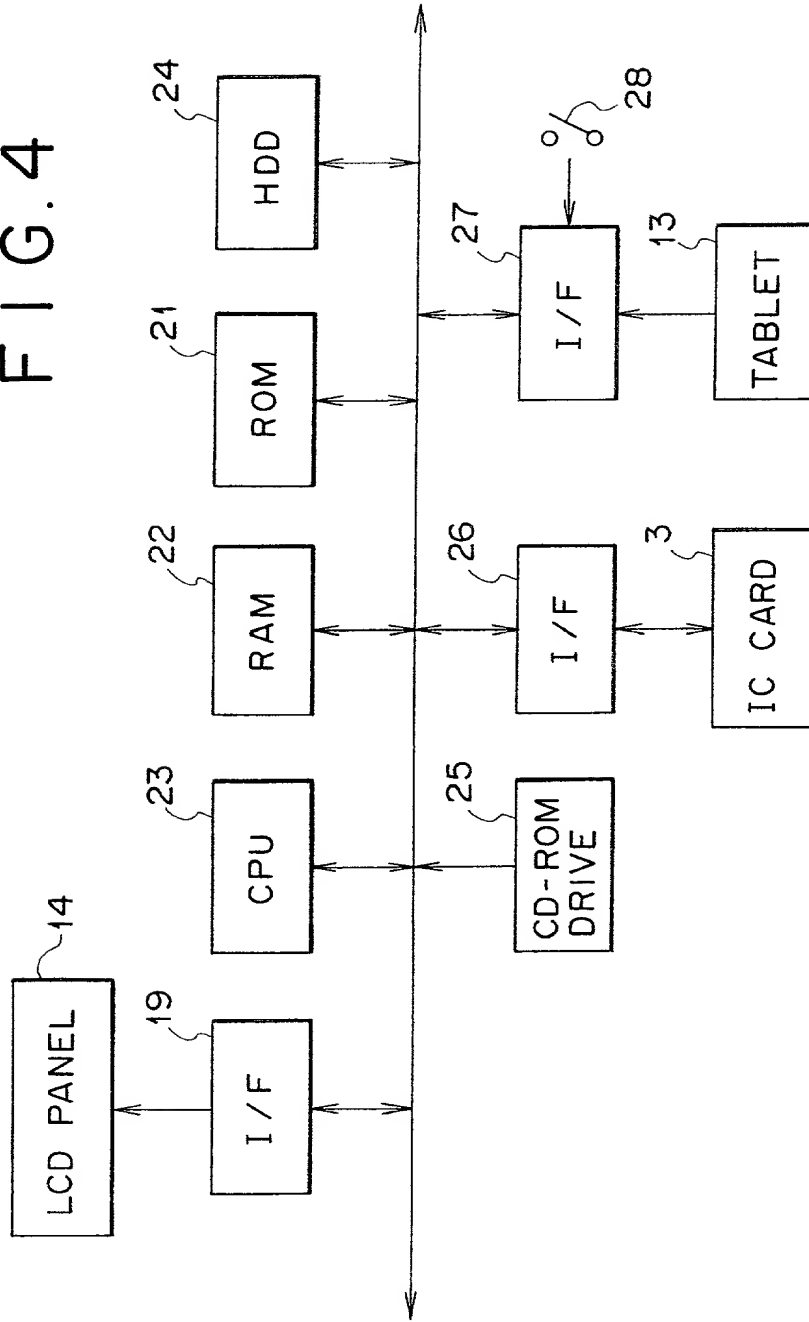 FIG. 4
LCD PANEL
14
I/F
19
CPU
23
RAM
22
ROM
21
HDD
24
CD-ROM
DRIVE
25
I/F
26
IC CARD
3
I/F
27
28
TABLET
13